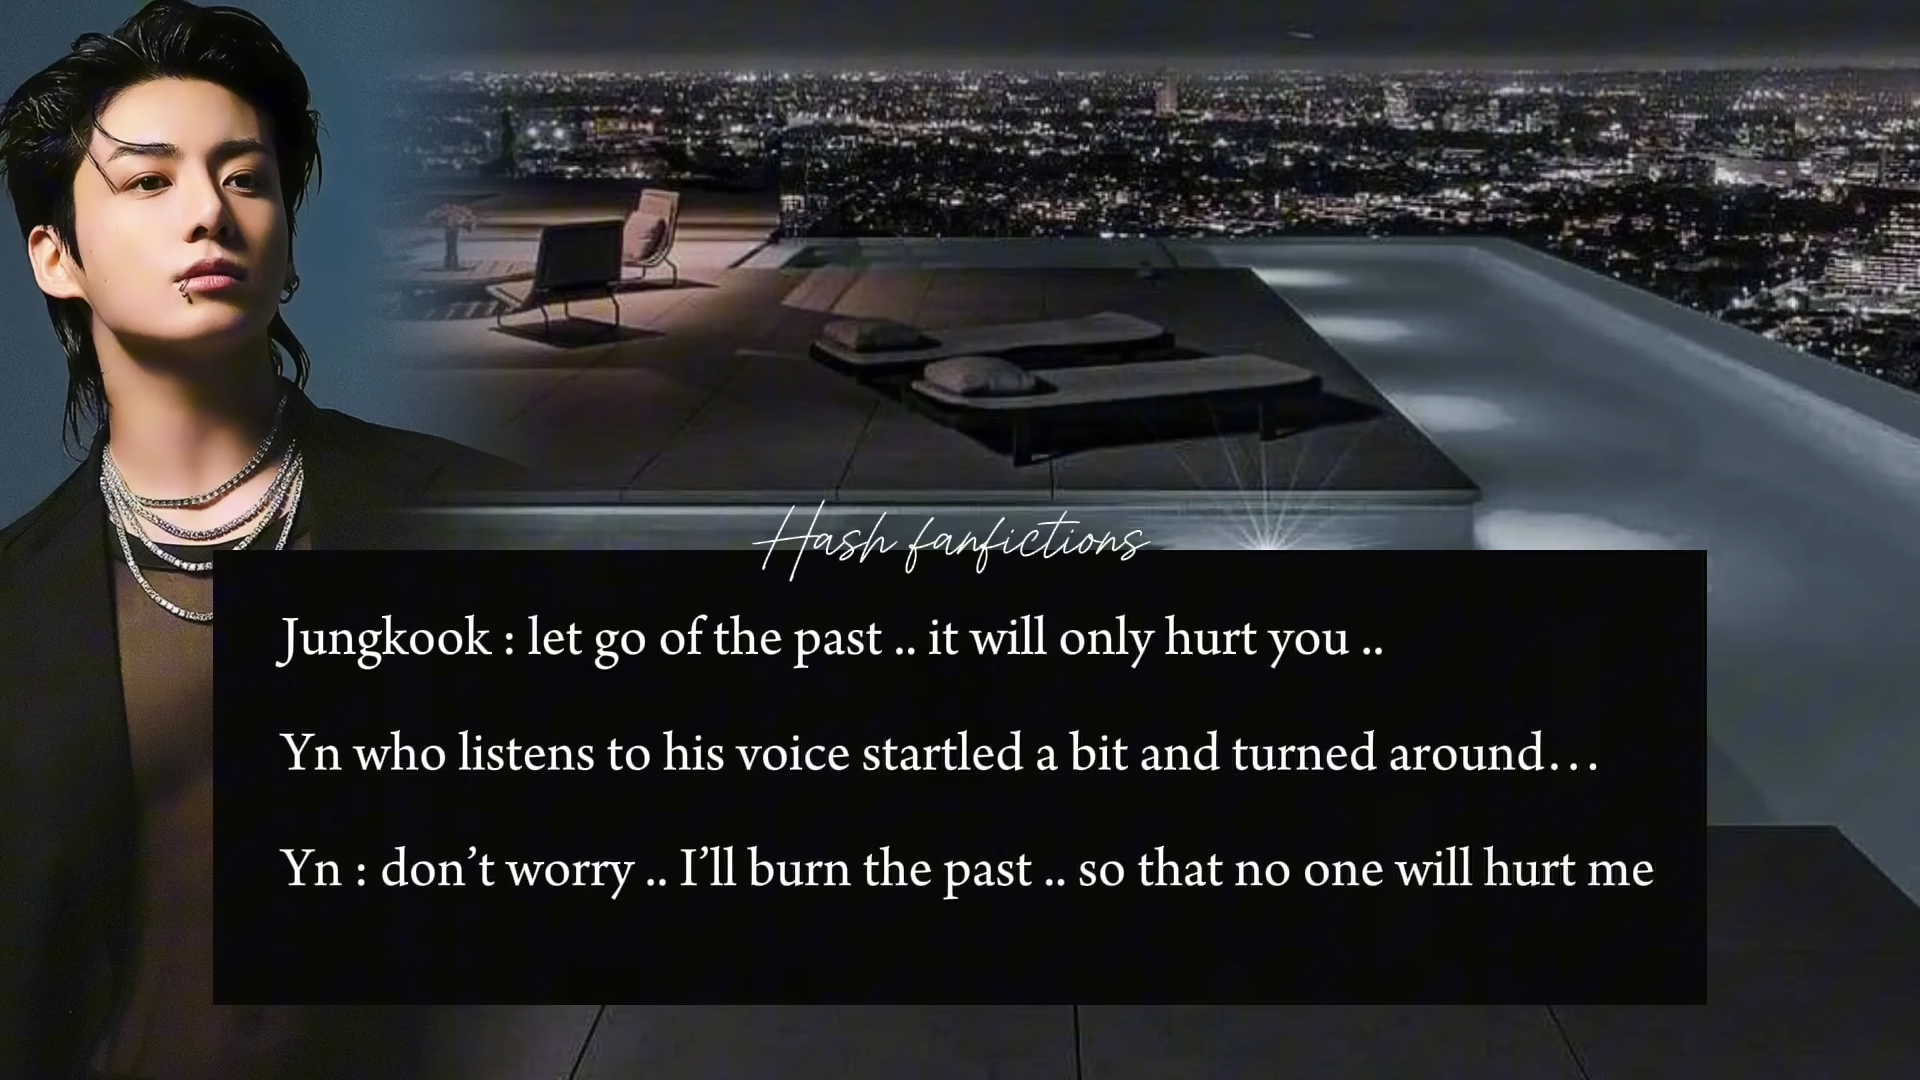 Hash fanfictions
Jungkook : let go of the past .. it will only hurt you ..
Yn who listens to his voice startled a bit and turned around…
Yn : don’t worry .. I’ll burn the past .. so that no one will hurt me